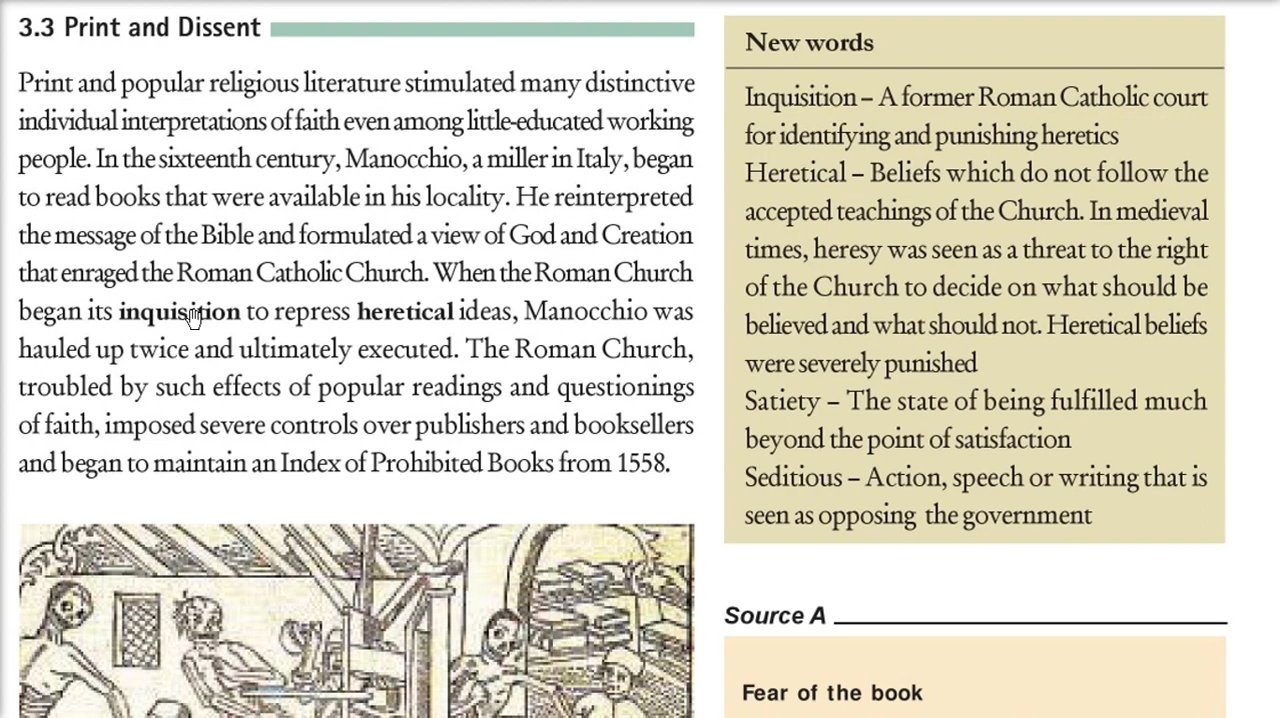 3.3 Print and Dissent
Print and popular religious literature stimulated many distinctive
individual interpretations of faith even among little-educated working
people. In the sixteenth century, Manocchio, a miller in Italy, began
to read books that were available in his locality. He reinterpreted
the message of the Bible and formulated a view of God and Creation
that enraged the Roman Catholic Church. When the Roman Church
began its inquisition to repress heretical ideas, Manocchio was
hauled up twice and ultimately executed. The Roman Church,
troubled by such effects of popular readings and questionings
of faith, imposed severe controls over publishers and booksellers
and began to maintain an Index of Prohibited Books from 1558.
New words
Inquisition – A former Roman Catholic court
for identifying and punishing heretics
Heretical – Beliefs which do not follow the
accepted teachings of the Church. In medieval
times, heresy was seen as a threat to the right
of the Church to decide on what should be
believed and what should not. Heretical beliefs
were severely punished
Satiety – The state of being fulfilled much
beyond the point of satisfaction
Seditious – Action, speech or writing that is
seen as opposing the government
Source A
Fear of the book